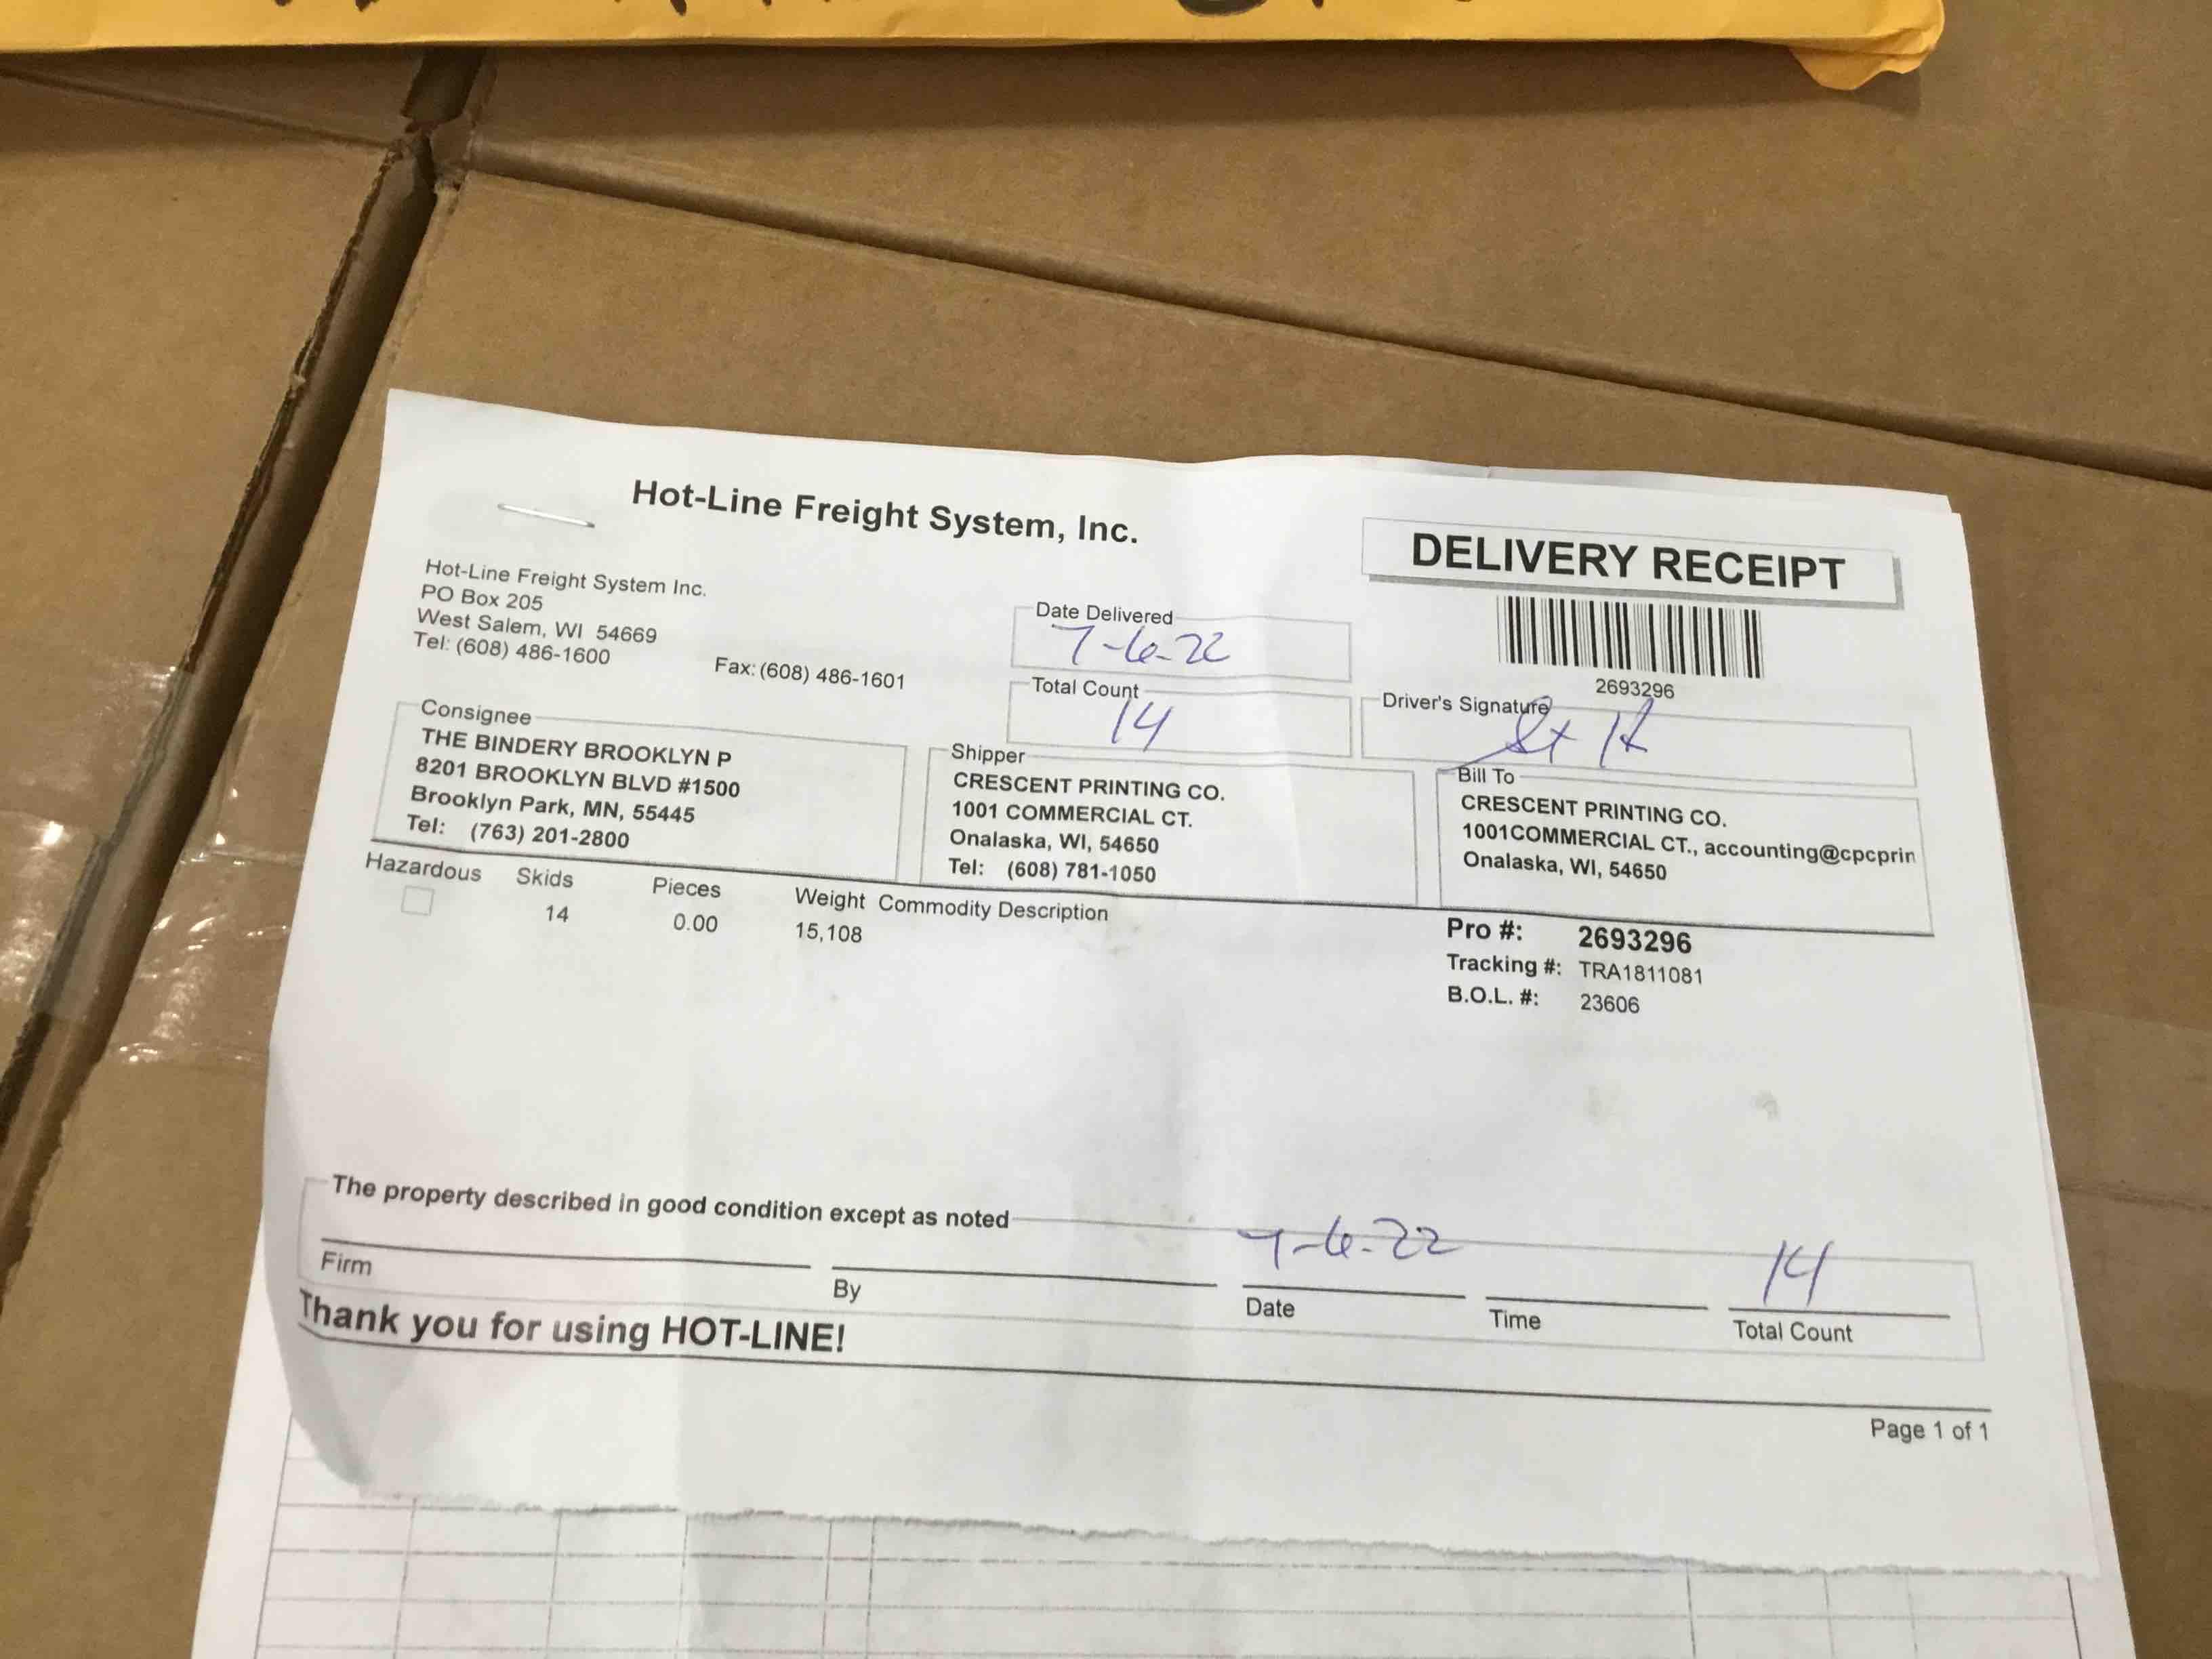 Hot-Line Freight System, Inc.
DELIVERY RECEIPT
2693296
Hot-Line Freight System Inc.
PO Box 205
West Salem, WI 54669
Tel: (608) 486-1600 Fax: (608) 486-1601
Date Delivered
7-6-22
Total Count
14
Driver's Signature
Consignee
THE BINDERY BROOKLYN P
8201 BROOKLYN BLVD #1500
Brooklyn Park, MN, 55445
Tel: (763) 201-2800
Shipper
CRESCENT PRINTING CO.
1001 COMMERCIAL CT.
Onalaska, WI, 54650
Tel: (608) 781-1050
Bill To
CRESCENT PRINTING CO.
1001COMMERCIAL CT., accounting@cpcprin
Onalaska, WI, 54650
Hazardous Skids Pieces Weight Commodity Description
14 0.00 15,108
Pro #: 2693296
Tracking #: TRA1811081
B.O.L. #: 23606
The property described in good condition except as noted
7-6-22 14
Firm By Date Time Total Count
Thank you for using HOT-LINE!
Page 1 of 1